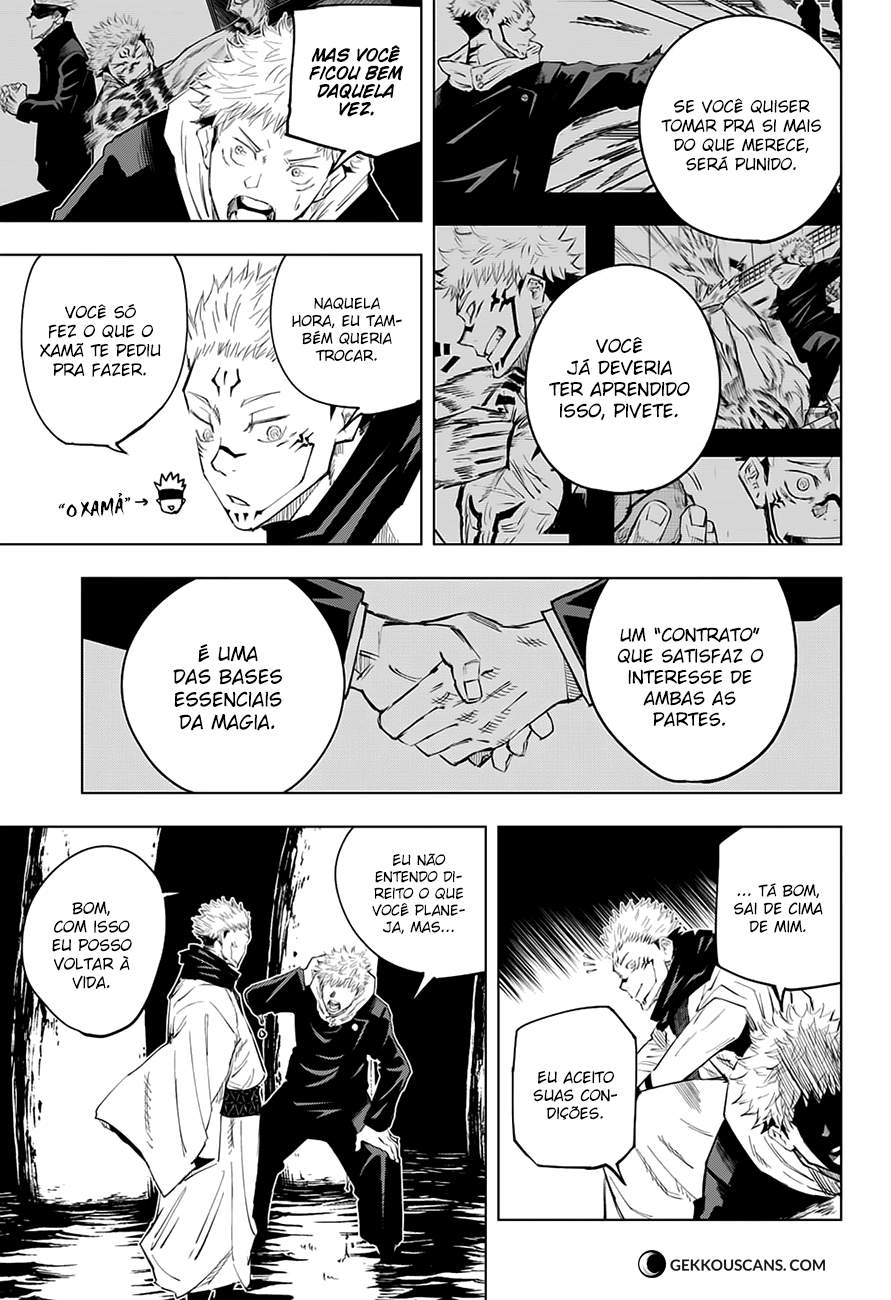 SE VOCÊ QUISER
TOMAR PRA SI MAIS
DO QUE MERECE,
SERÁ PUNIDO.
VOCÊ
JÁ DEVERIA
TER APRENDIDO
ISSO, PIVETE.
MAS VOCÊ
FICOU BEM
DAQUELA
VEZ.
NAQUELA
HORA, EU TAM-
BÉM QUERIA
TROCAR.
VOCÊ SÓ
FEZ O QUE O
XAMÃ TE PEDIU
PRA FAZER.
"O XAMÃ" →
UM "CONTRATO"
QUE SATISFAZ O
INTERESSE DE
AMBAS AS
PARTES.
É UMA
DAS BASES
ESSENCIAIS
DA MAGIA.
... TÁ BOM,
SAI DE CIMA
DE MIM.
EU ACEITO
SUAS CON-
DIÇÕES.
EU NÃO
ENTENDO DI-
REITO O QUE
VOCÊ PLANE-
JA, MAS...
BOM,
COM ISSO
EU POSSO
VOLTAR À
VIDA.
GEKKOUSCANS.COM